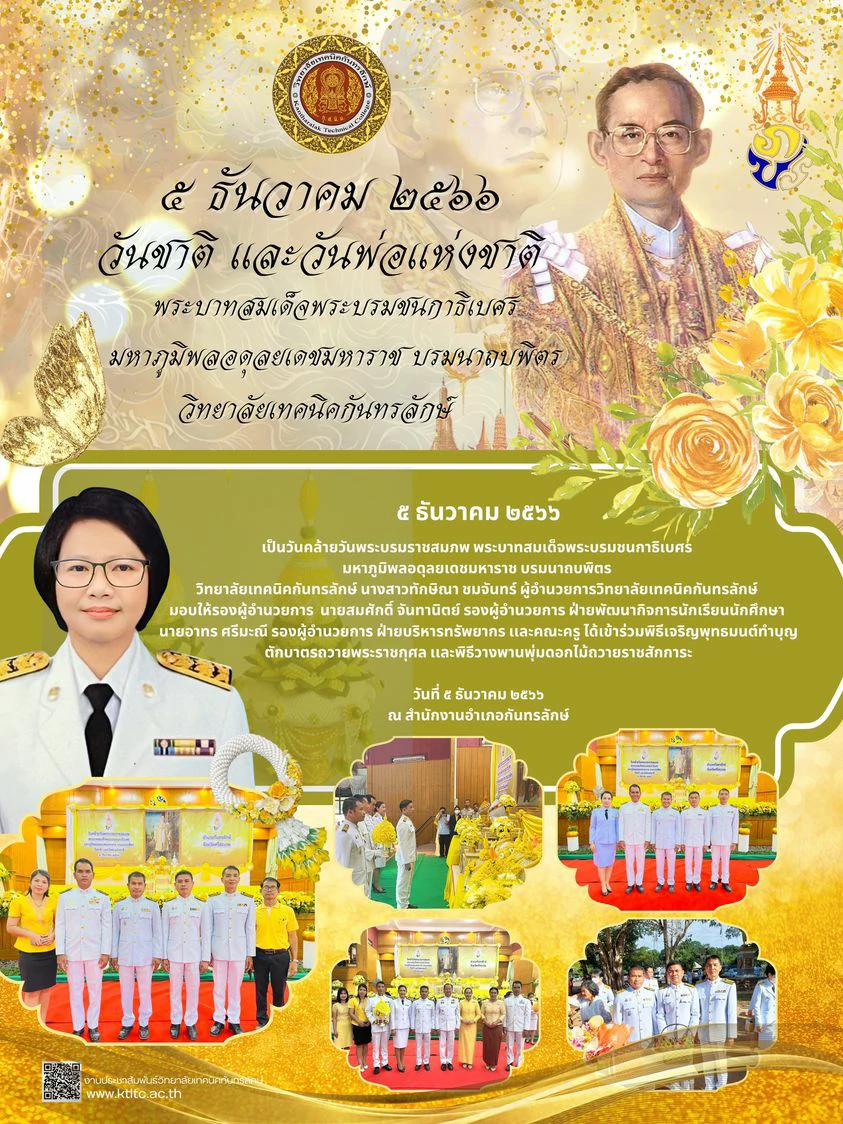 วิทยาลัยเทคนิคกันทรลักษ์
Kantharalak Technical College
๕ ธันวาคม ๒๕๖๖
วันชาติ และวันพ่อแห่งชาติ
พระบาทสมเด็จพระบรมชนกาธิเบศร
มหาภูมิพลอดุลยเดชมหาราช บรมนาถบพิตร
วิทยาลัยเทคนิคกันทรลักษ์
๕ ธันวาคม ๒๕๖๖
เป็นวันคล้ายวันพระบรมราชสมภพ พระบาทสมเด็จพระบรมชนกาธิเบศร
มหาภูมิพลอดุลยเดชมหาราช บรมนาถบพิตร
วิทยาลัยเทคนิคกันทรลักษ์ นางสาวทักษิณา ชมจันทร์ ผู้อำนวยการวิทยาลัยเทคนิคกันทรลักษ์
มอบให้รองผู้อำนวยการ นายสมศักดิ์ จันทานิตย์ รองผู้อำนวยการ ฝ่ายพัฒนากิจการนักเรียนนักศึกษา
นายอาทร ศรีมะณี รองผู้อำนวยการ ฝ่ายบริหารทรัพยากร และคณะครู ได้เข้าร่วมพิธีเจริญพุทธมนต์ทำบุญ
ตักบาตรถวายพระราชกุศล และพิธีวางพานพุ่มดอกไม้ถวายราชสักการะ
วันที่ ๕ ธันวาคม ๒๕๖๖
ณ สำนักงานอำเภอกันทรลักษ์
งานประชาสัมพันธ์วิทยาลัยเทคนิคกันทรลักษ์
www.ktltc.ac.th